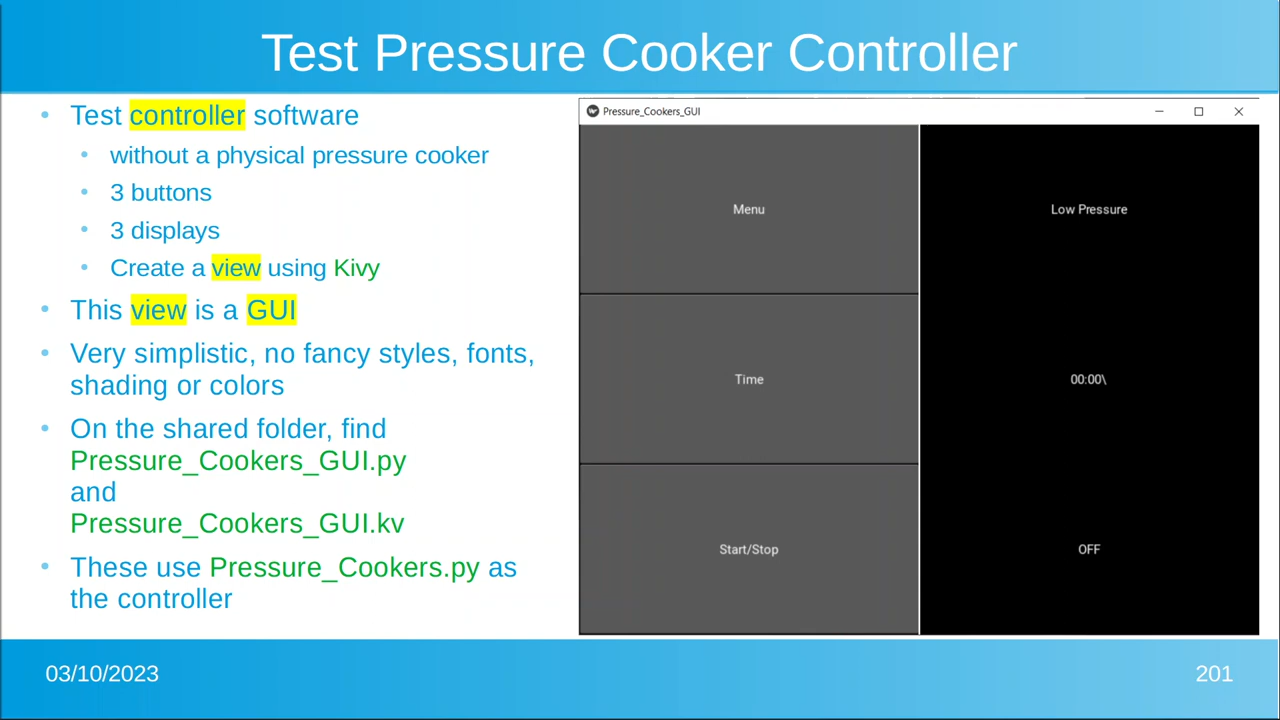 Test Pressure Cooker Controller
• Test controller software
• without a physical pressure cooker
• 3 buttons
• 3 displays
• Create a view using Kivy
• This view is a GUI
• Very simplistic, no fancy styles, fonts,
shading or colors
• On the shared folder, find
Pressure_Cookers_GUI.py
and
Pressure_Cookers_GUI.kv
• These use Pressure_Cookers.py as
the controller
Pressure_Cookers_GUI
Menu
Low Pressure
Time
00:00\
Start/Stop
OFF
03/10/2023
201